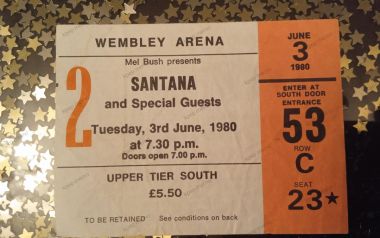 WEMBLEY ARENA
Mel Bush presents
2
SANTANA
and Special Guests
Tuesday, 3rd June, 1980
at 7.30 p.m.
Doors open 7.00 p.m.
UPPER TIER SOUTH
£5.50
TO BE RETAINED See conditions on back
JUNE
3
1980
ENTER AT
SOUTH DOOR
ENTRANCE
53
ROW
C
SEAT
23★